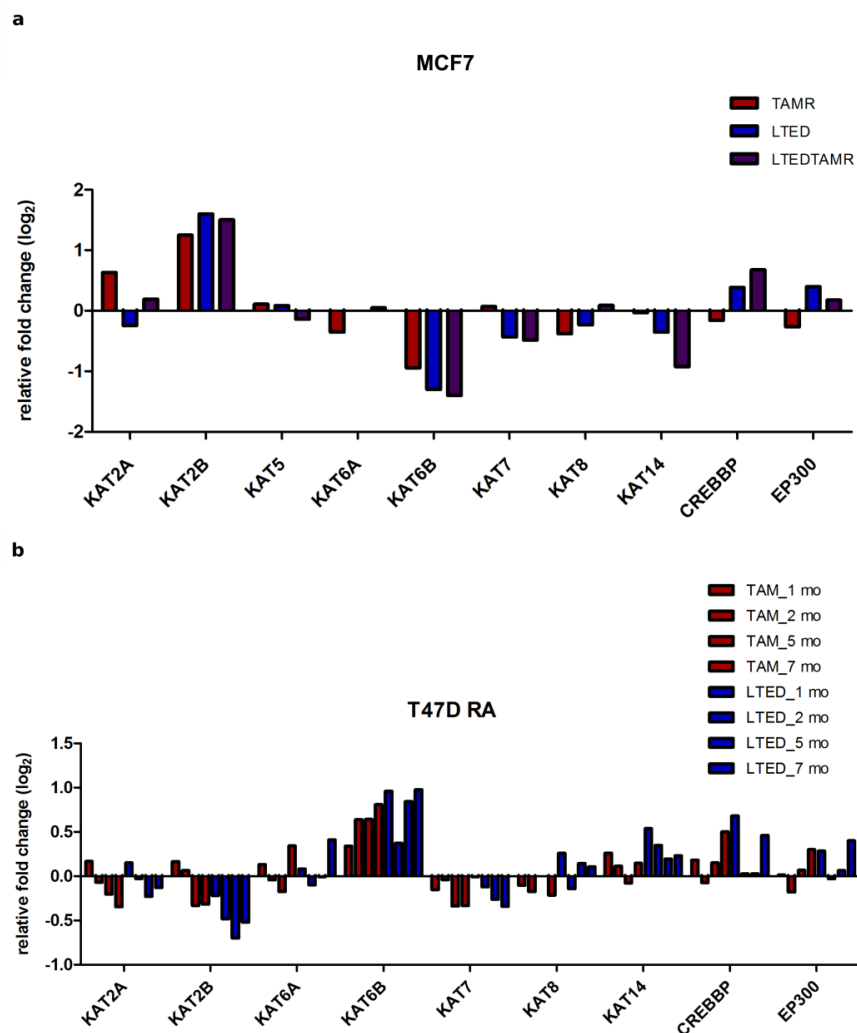 a
MCF7
TAMR
LTED
LTEDTAMR
relative fold change (log₂)
2
1
0
-1
-2
KAT2A KAT2B KAT5 KAT6A KAT6B KAT7 KAT8 KAT14 CREBBP EP300
b
TAM_1 mo
TAM_2 mo
TAM_5 mo
TAM_7 mo
LTED_1 mo
LTED_2 mo
LTED_5 mo
LTED_7 mo
T47D RA
relative fold change (log₂)
1.5
1.0
0.5
0.0
-0.5
-1.0
KAT2A KAT2B KAT6A KAT6B KAT7 KAT8 KAT14 CREBBP EP300